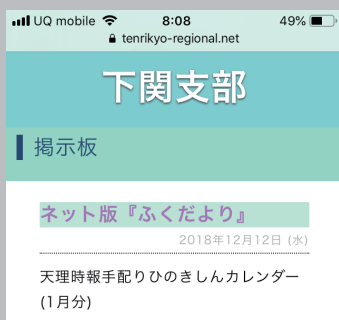 UQ mobile 8:08 49%
tenrikyo-regional.net
下関支部
掲示板
ネット版『ふくだより』
2018年12月12日 (水)
天理時報手配りひのきしんカレンダー
(1月分)